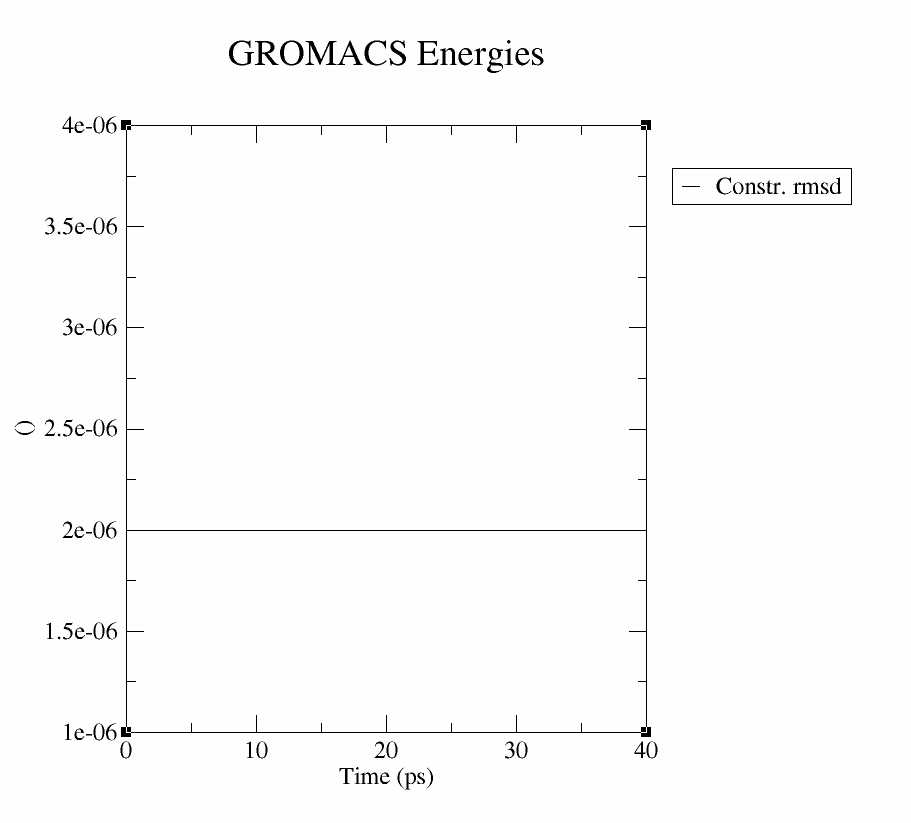 GROMACS Energies
4e-06
3.5e-06
3e-06
2.5e-06
2e-06
1.5e-06
1e-06
()
Constr. rmsd
0 10 20 30 40
Time (ps)